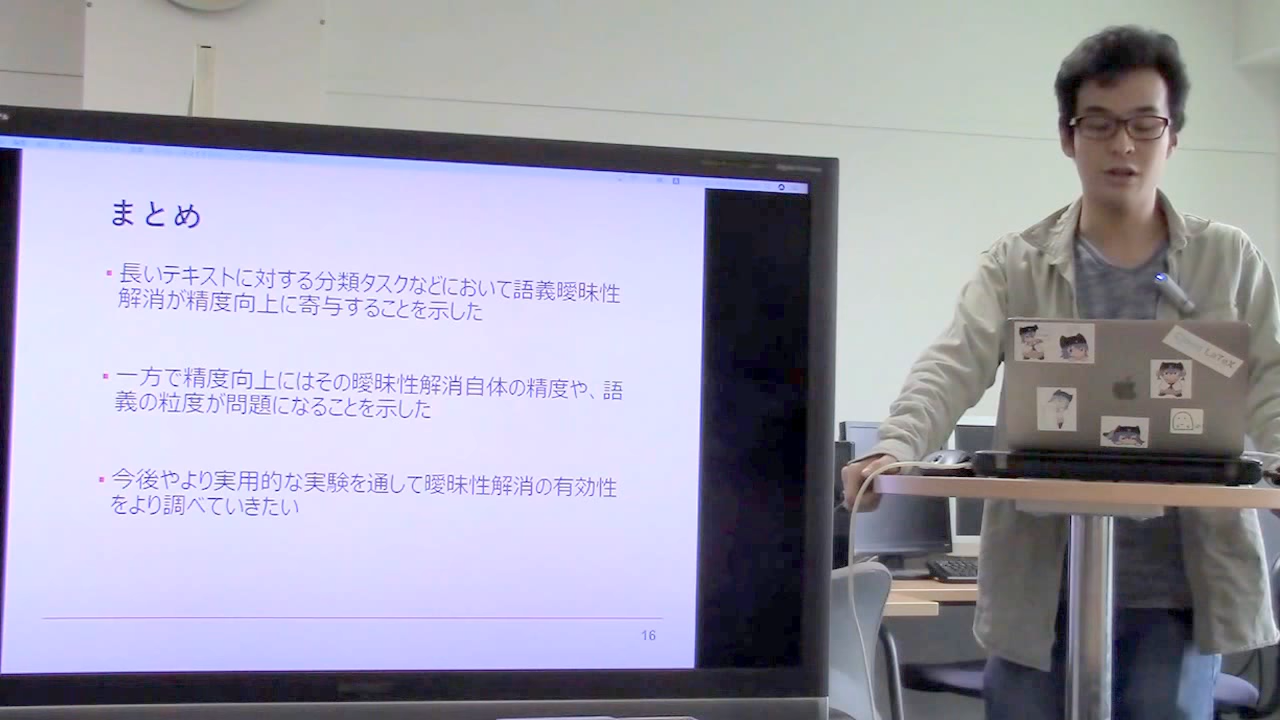 まとめ
長いテキストに対する分類タスクなどにおいて語義曖昧性
解消が精度向上に寄与することを示した
一方で精度向上にはその曖昧性解消自体の精度や、語
義の粒度が問題になることを示した
今後やより実用的な実験を通して曖昧性解消の有効性
をより調べていきたい
16
LaTeX